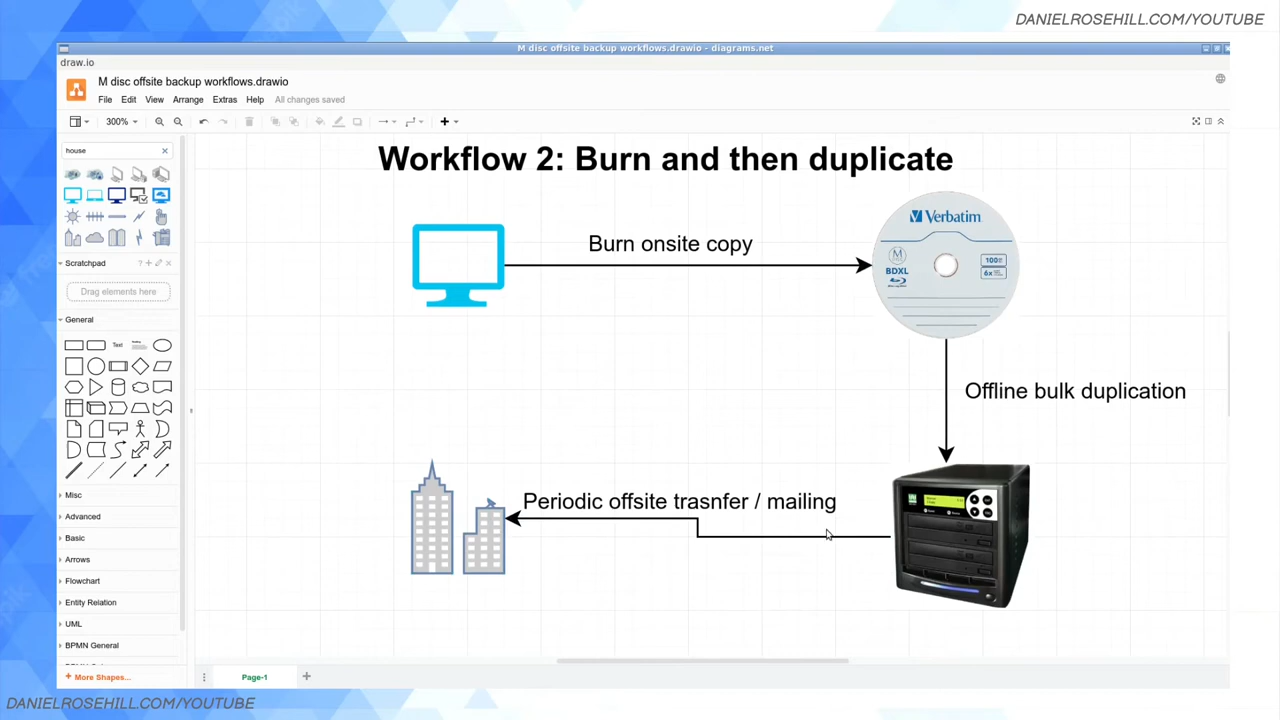 DANIELROSEHILL.COM/YOUTUBE
M disc offsite backup workflows.drawio - diagrams.net
draw.io
M disc offsite backup workflows.drawio
File Edit View Arrange Extras Help All changes saved
300%
house
Scratchpad
Drag elements here
General
Text
Misc
Advanced
Basic
Arrows
Flowchart
Entity Relation
UML
BPMN General
+ More Shapes...
Workflow 2: Burn and then duplicate
Burn onsite copy
Verbatim
M
BDXL
100
6x
Offline bulk duplication
Periodic offsite trasnfer / mailing
Page-1
DANIELROSEHILL.COM/YOUTUBE